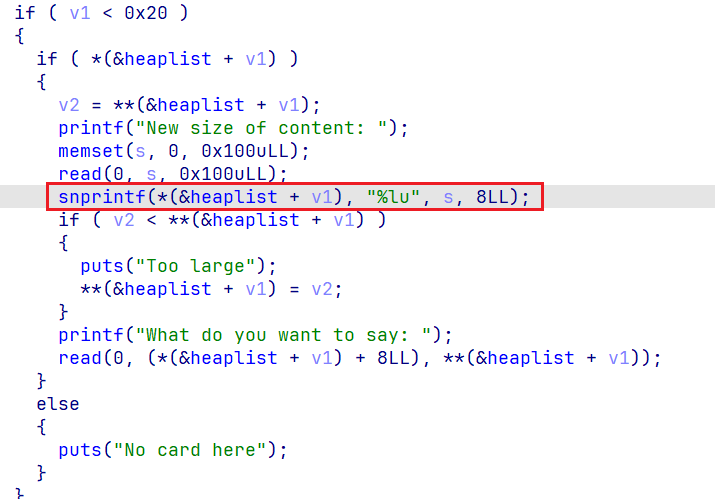 if ( v1 < 0x20 )
{
if ( *(&heaplist + v1) )
{
v2 = **(&heaplist + v1);
printf("New size of content: ");
memset(s, 0, 0x100uLL);
read(0, s, 0x100uLL);
snprintf(*(&heaplist + v1), "%lu", s, 8LL);
if ( v2 < **(&heaplist + v1) )
{
puts("Too large");
**(&heaplist + v1) = v2;
}
printf("What do you want to say: ");
read(0, (*(&heaplist + v1) + 8LL), **(&heaplist + v1));
}
else
{
puts("No card here");
}
}